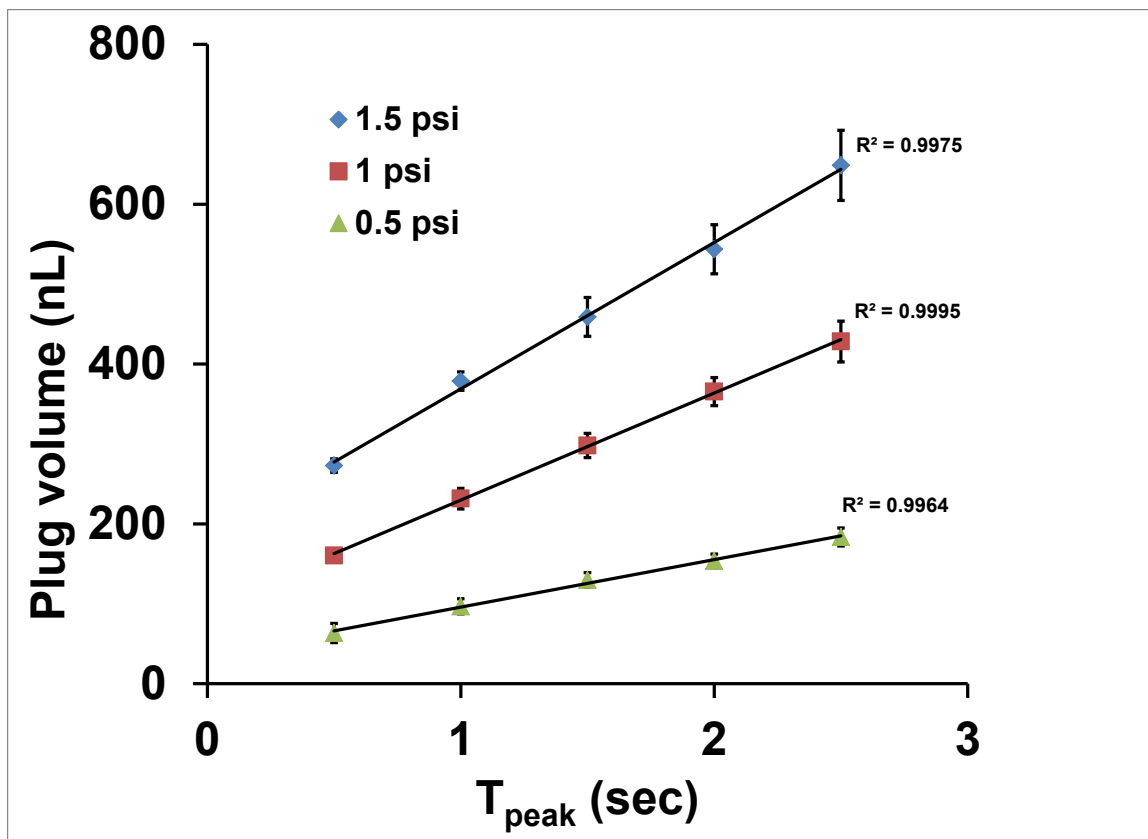 800
600
400
200
0
Plug volume (nL)
1.5 psi
1 psi
0.5 psi
R² = 0.9975
R² = 0.9995
R² = 0.9964
0 1 2 3
Tpeak (sec)